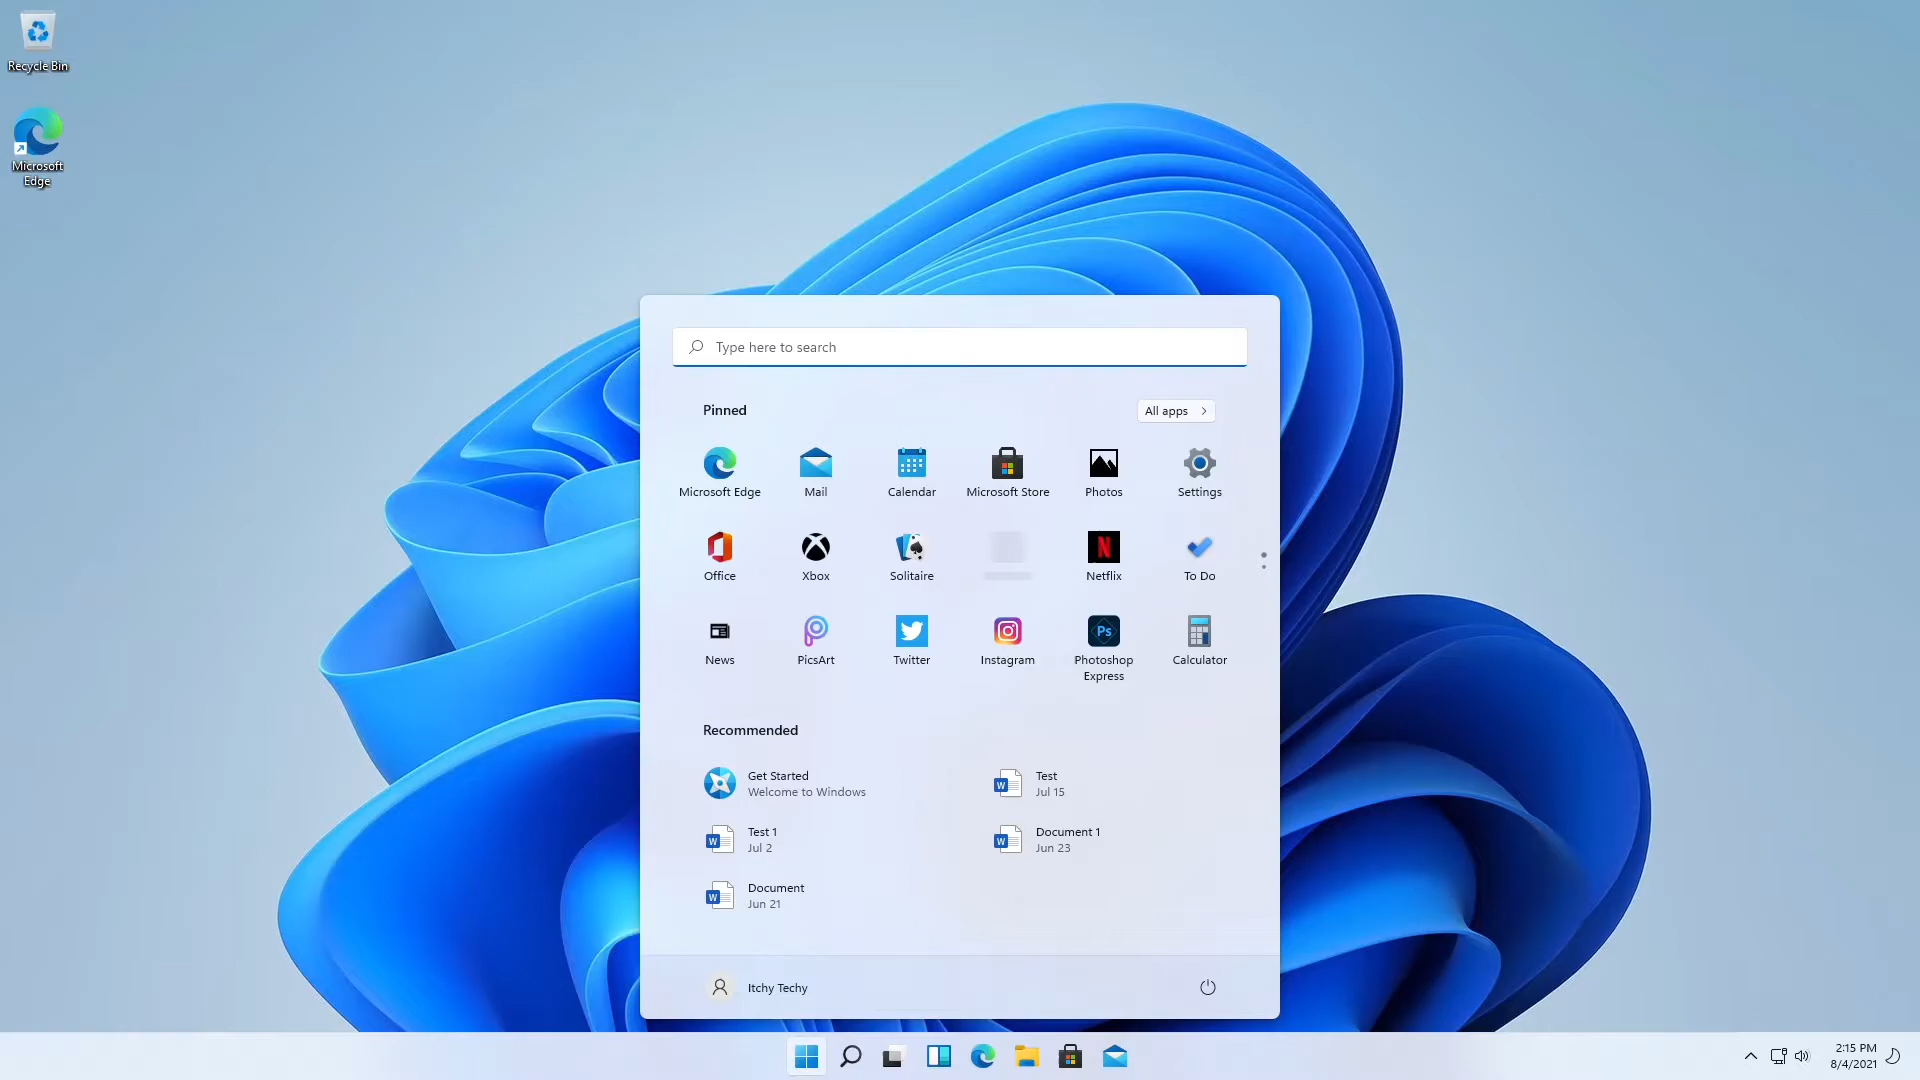 Recycle Bin
Microsoft
Edge
Type here to search
Pinned
All apps
Microsoft Edge
Mail
Calendar
Microsoft Store
Photos
Settings
Office
Xbox
Solitaire
Netflix
To Do
News
PicsArt
Twitter
Instagram
Ps
Photoshop
Express
Calculator
Recommended
Get Started
Welcome to Windows
W
Test
Jul 15
W
Test 1
Jul 2
W
Document 1
Jun 23
W
Document
Jun 21
Itchy Techy
2:15 PM
8/4/2021